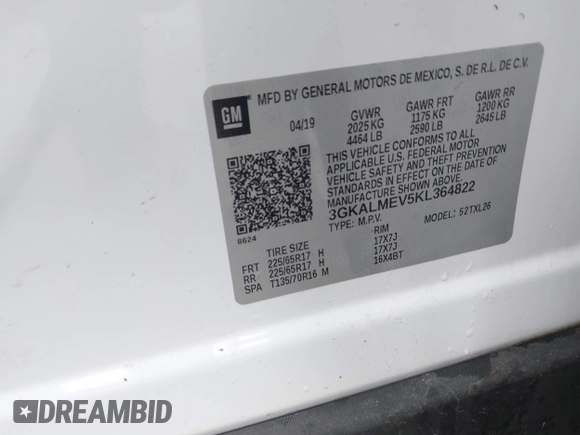 GM
MFD BY GENERAL MOTORS DE MEXICO, S. DE R.L. DE C.V.
04/19 GVWR GAWR FRT GAWR RR
2025 KG 1175 KG 1200 KG
4464 LB 2590 LB 2645 LB
THIS VEHICLE CONFORMS TO ALL
APPLICABLE U.S. FEDERAL MOTOR
VEHICLE SAFETY AND THEFT PREVENTION
STANDARDS IN EFFECT ON THE DATE OF
MANUFACTURE SHOWN ABOVE.
3GKALMEV5KL364822
TYPE: M.P.V. MODEL: 52TXL26
8624
TIRE SIZE RIM
FRT 225/65R17 H 17X7J
RR 225/65R17 H 17X7J
SPA T135/70R16 M 16X4BT
DREAMBID